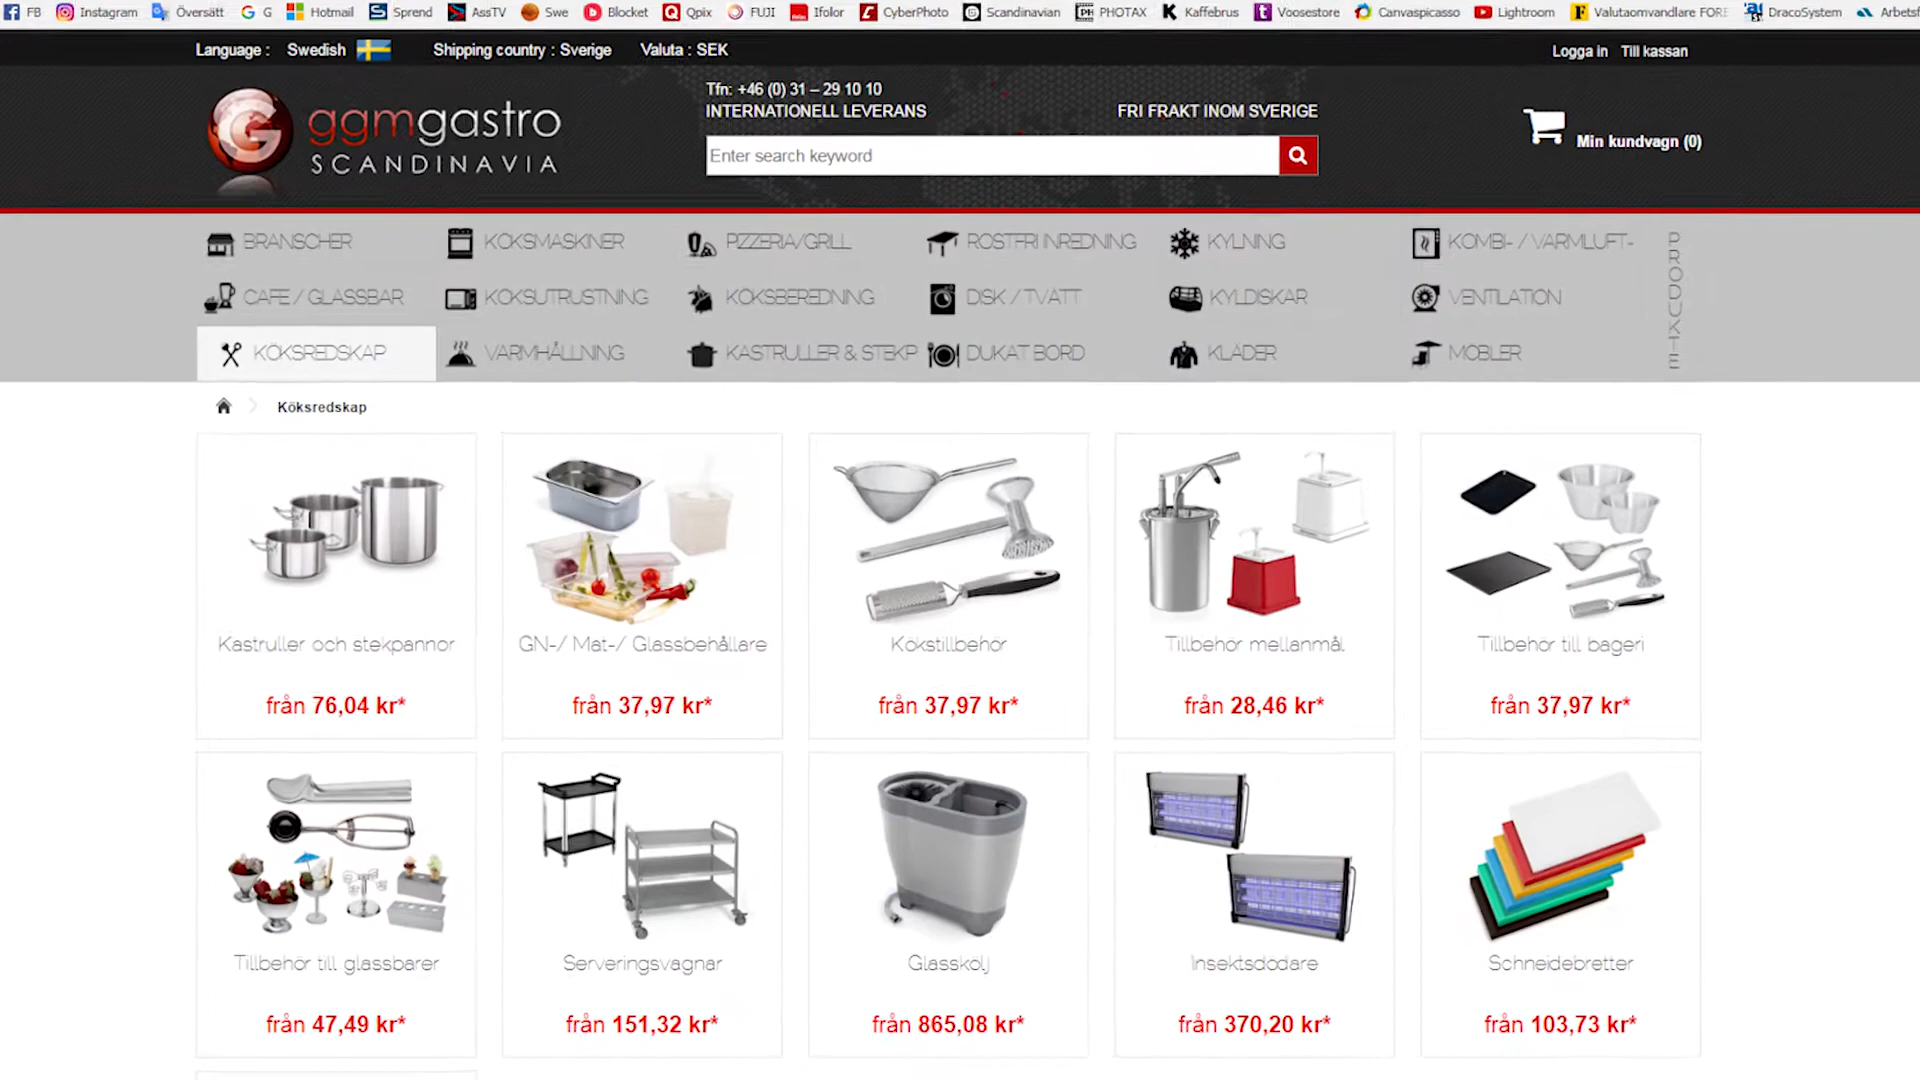 FB Instagram Översätt G Hotmail Sprend AssTV Swe Blocket Qpix FUJI Ifolor CyberPhoto Scandinavian PHOTAX Kaffebrus Voosestore Canvaspicasso Lightroom Valutaomvandlare FORE DracoSystem Arbetsf
Language : Swedish Shipping country : Sverige Valuta : SEK Logga in Till kassan
Tfn: +46 (0) 31 – 29 10 10
INTERNATIONELL LEVERANS FRI FRAKT INOM SVERIGE
ggmgastro
SCANDINAVIA
Enter search keyword
Min kundvagn (0)
BRANSCHER KÖKSMASKINER PIZZERIA/GRILL ROSTFRI INREDNING KYLNING KOMBI- / VARMLUFT-
CAFE / GLASSBAR KÖKSUTRUSTNING KÖKSBEREDNING DISK / TVÄTT KYLDISKAR VENTILATION
KÖKSREDSKAP VARMHÅLLNING KASTRULLER & STEKP DUKAT BORD KLÄDER MÖBLER
PRODUKTE
Köksredskap
Kastruller och stekpannor GN-/ Mat-/ Glassbehållare Kökstillbehör Tillbehör mellanmål Tillbehör till bageri
från 76,04 kr* från 37,97 kr* från 37,97 kr* från 28,46 kr* från 37,97 kr*
Tillbehör till glassbarer Serveringsvagnar Glasskölj Insektsdödare Schneidebretter
från 47,49 kr* från 151,32 kr* från 865,08 kr* från 370,20 kr* från 103,73 kr*